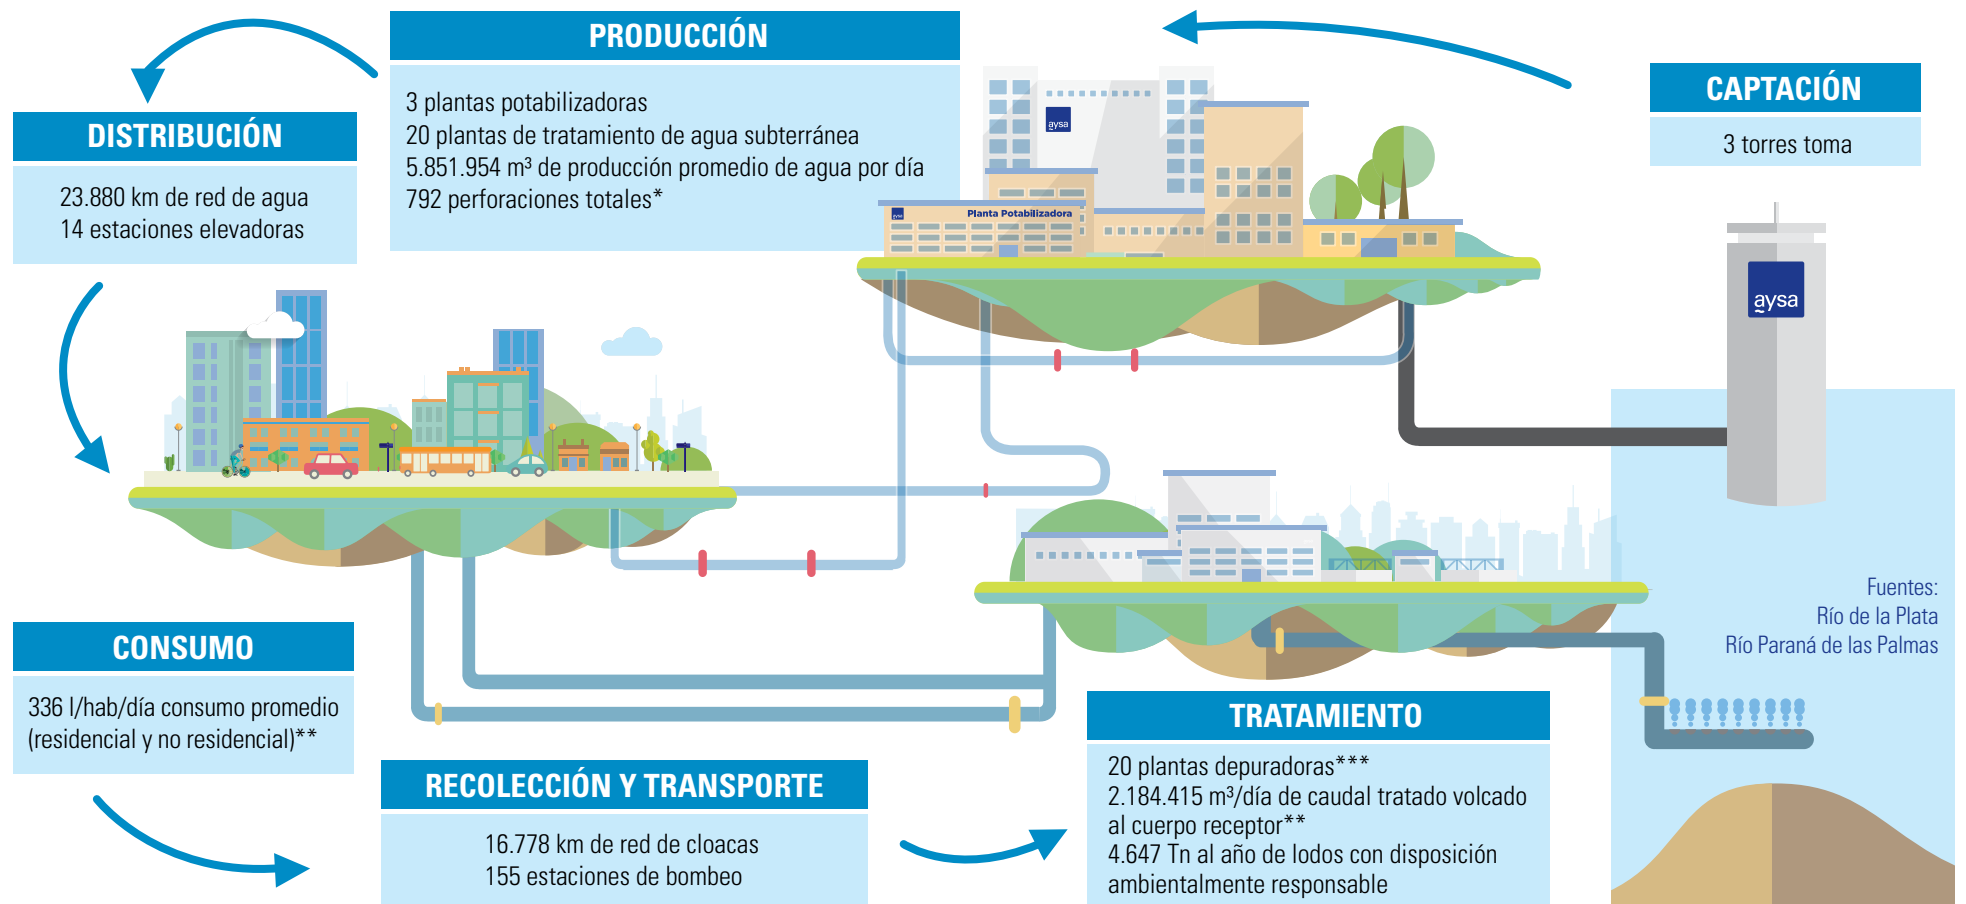 CAPTACIÓN
3 torres toma
PRODUCCIÓN
3 plantas potabilizadoras
20 plantas de tratamiento de agua subterránea
5.851.954 m³ de producción promedio de agua por día
792 perforaciones totales*
DISTRIBUCIÓN
23.880 km de red de agua
14 estaciones elevadoras
aysa
aysa
Planta Potabilizadora
aysa
CONSUMO
336 l/hab/día consumo promedio
(residencial y no residencial)**
RECOLECCIÓN Y TRANSPORTE
16.778 km de red de cloacas
155 estaciones de bombeo
TRATAMIENTO
20 plantas depuradoras***
2.184.415 m³/día de caudal tratado volcado
al cuerpo receptor**
4.647 Tn al año de lodos con disposición
ambientalmente responsable
Fuentes:
Río de la Plata
Río Paraná de las Palmas